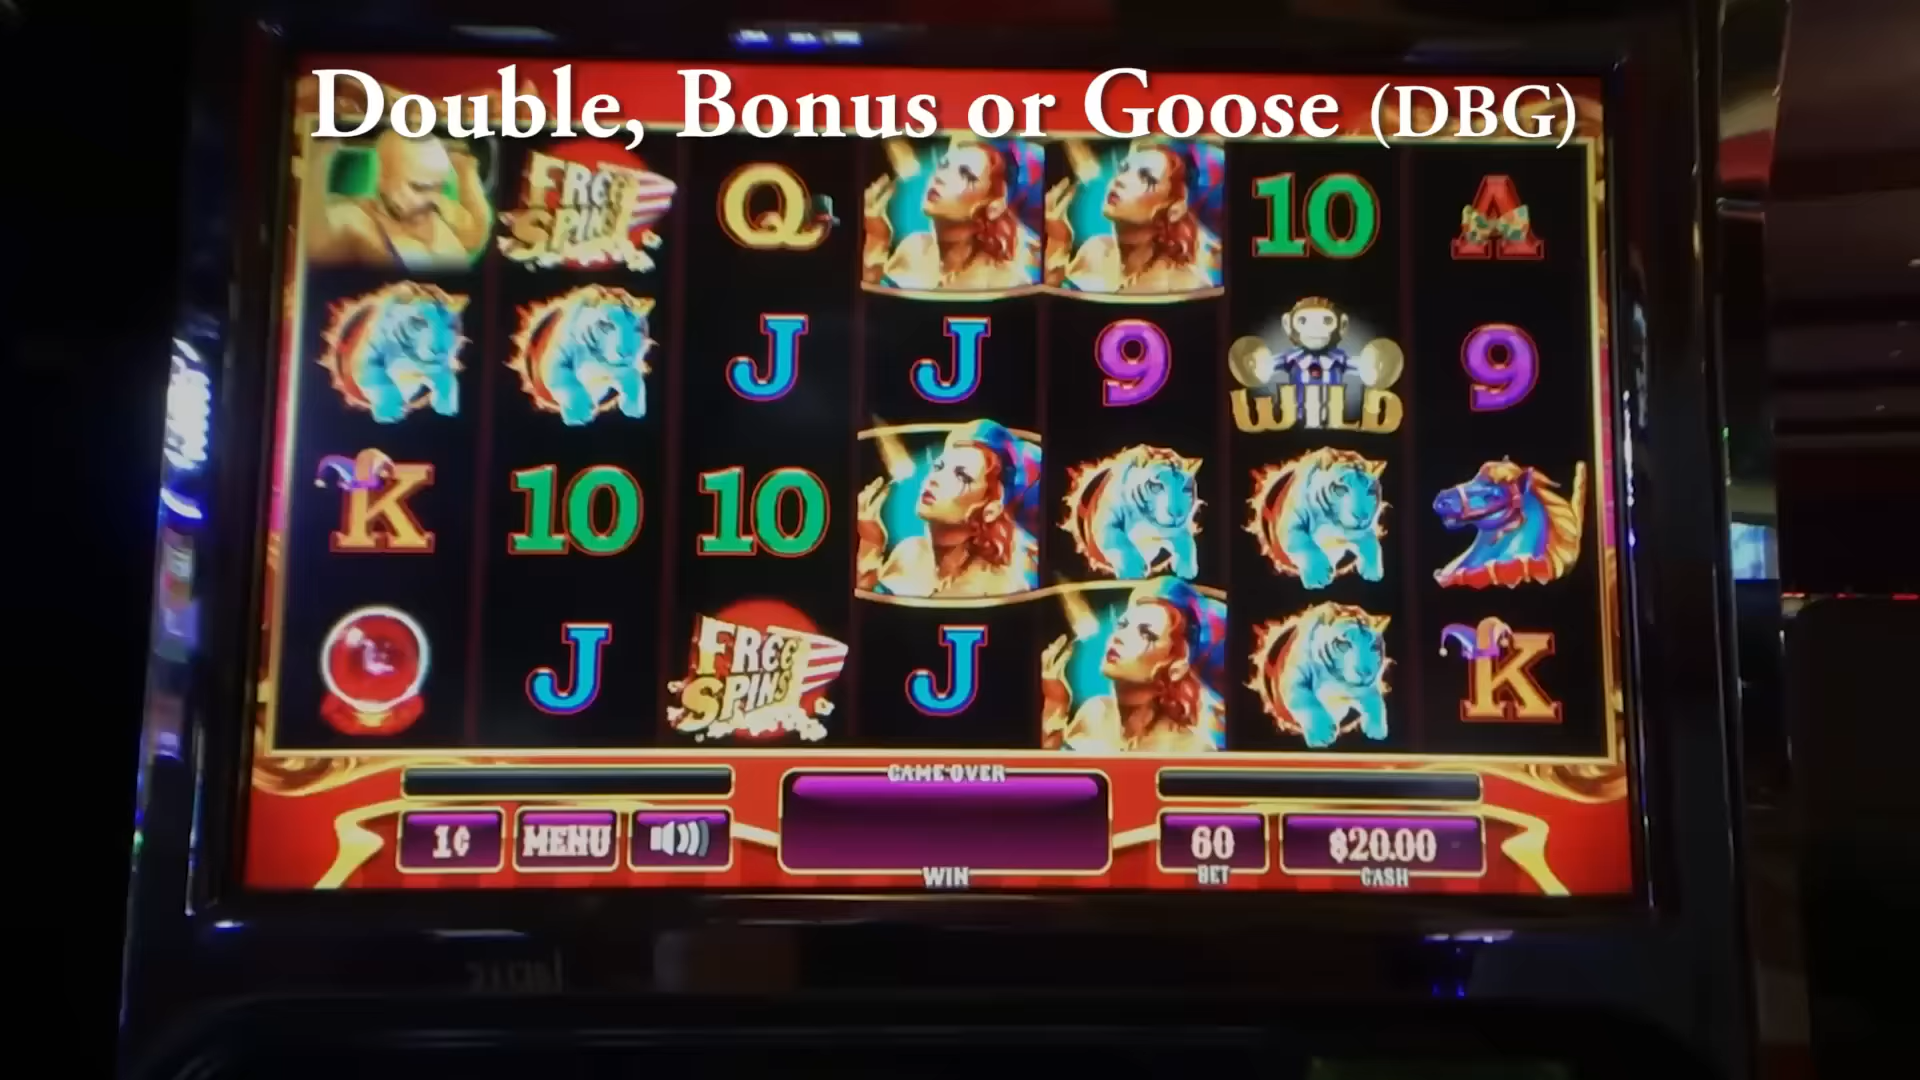 Double, Bonus or Goose (DBG)
FREE SPINS
Q
10
A
J
J
9
WILD
9
K
10
10
J
FREE SPINS
J
K
GAME OVER
1¢
MENU
60
$20.00
WIN
BET
CASH